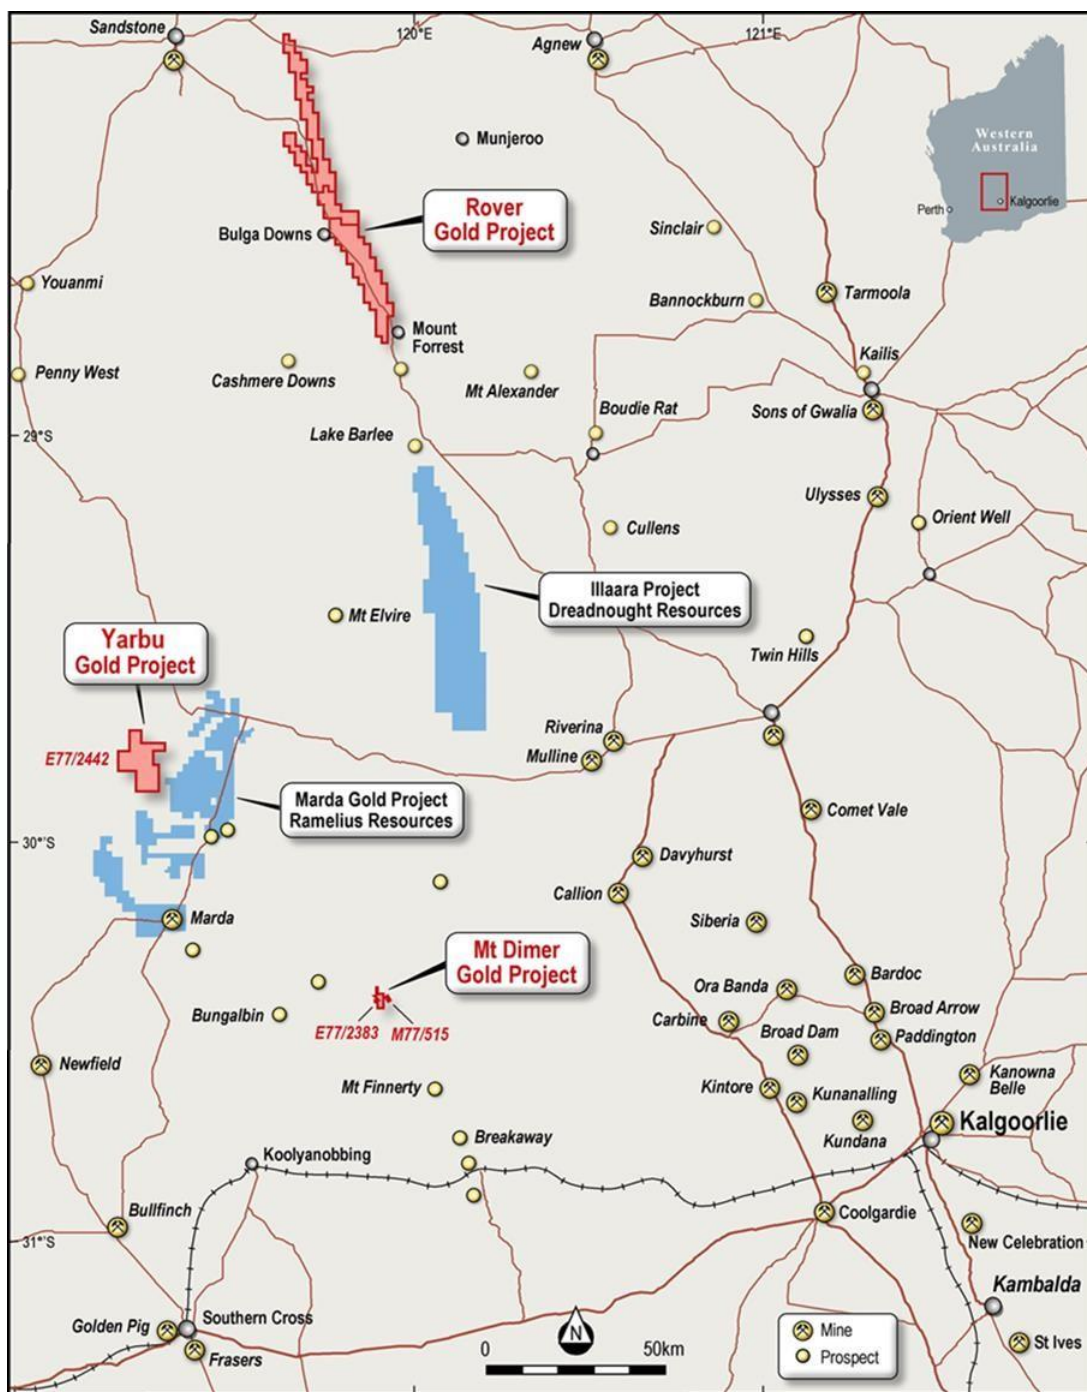 Sandstone
120°E
Agnew
121°E
Munjeroo
Western
Australia
Perth
Kalgoorlie
Rover
Gold Project
Bulga Downs
Sinclair
Youanmi
Bannockburn
Tarmoola
Mount
Forrest
Kailis
Penny West
Cashmere Downs
Mt Alexander
Boudie Rat
Sons of Gwalia
29°S
Lake Barlee
Ulysses
Cullens
Orient Well
Illaara Project
Dreadnought Resources
Mt Elvire
Yarbu
Gold Project
Twin Hills
E77/2442
Riverina
Mulline
Marda Gold Project
Ramelius Resources
Comet Vale
30°'S
Davyhurst
Callion
Marda
Siberia
Mt Dimer
Gold Project
Bardoc
Ora Banda
Bungalbin
E77/2383
M77/515
Carbine
Broad Arrow
Broad Dam
Paddington
Newfield
Mt Finnerty
Kintore
Kunanalling
Kanowna
Belle
Kundana
Kalgoorlie
Breakaway
Koolyanobbing
Bullfinch
Coolgardie
New Celebration
31°S
Kambalda
Golden Pig
Southern Cross
Frasers
N
0
50km
Mine
Prospect
St Ives